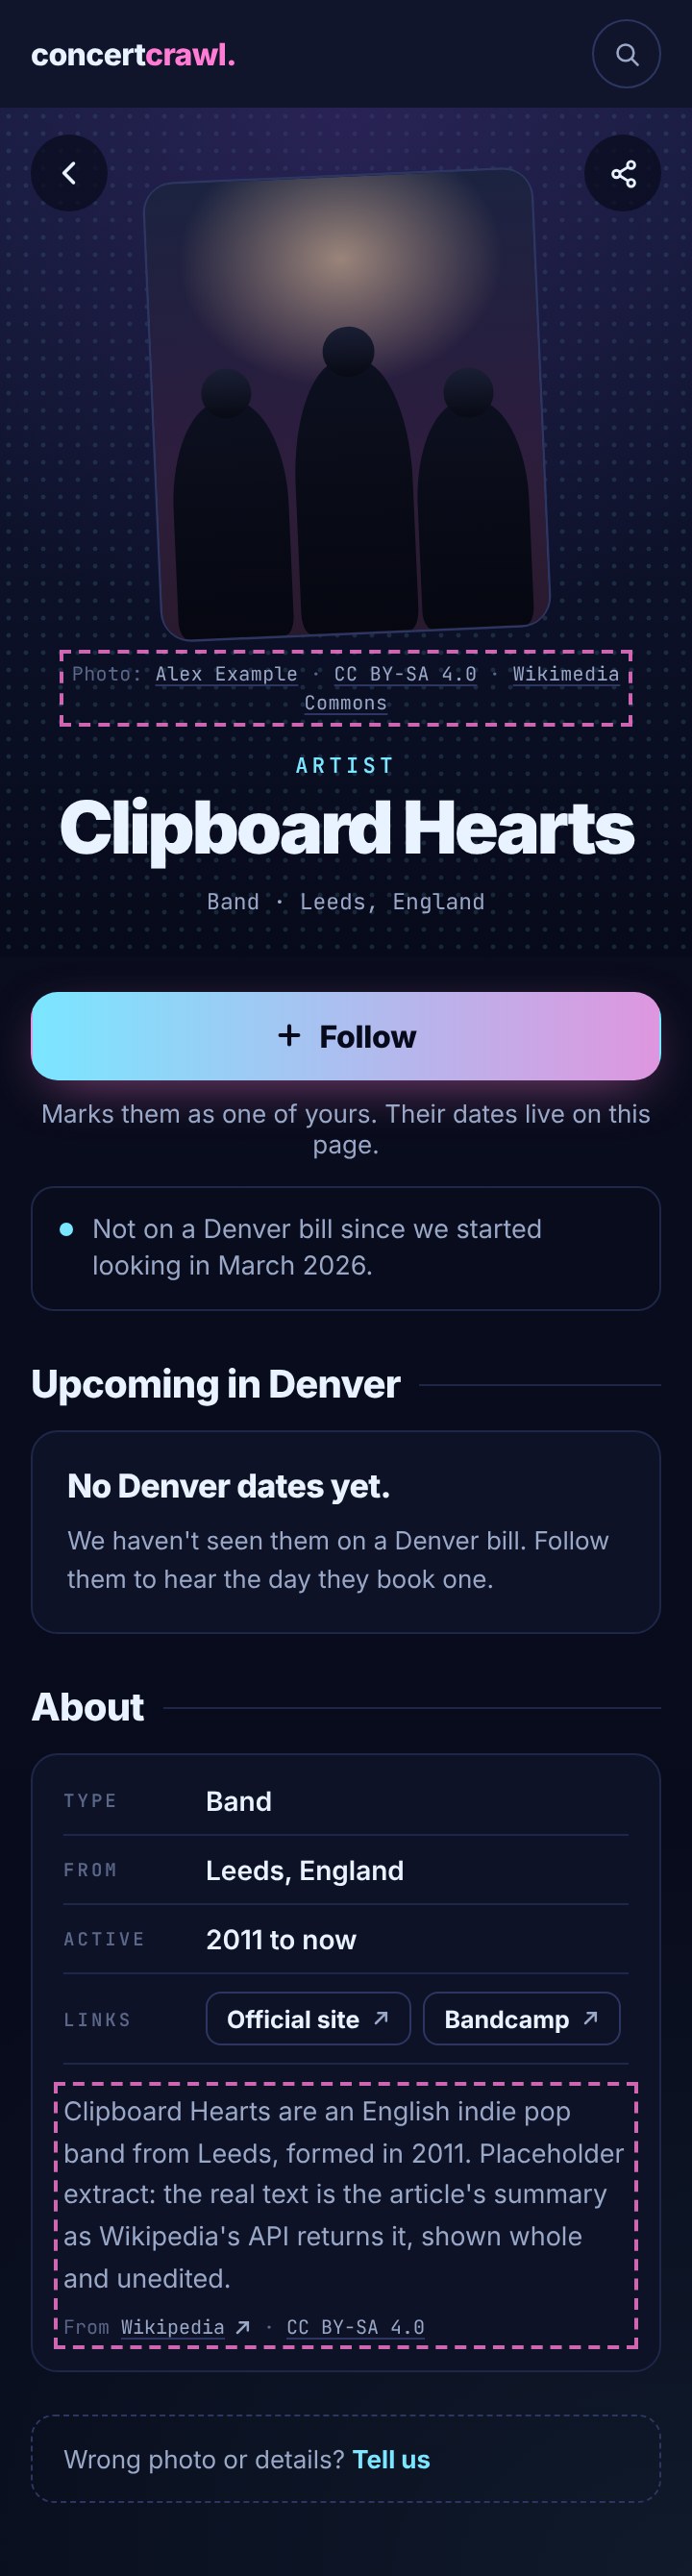 concertcrawl.
Photo: Alex Example · CC BY-SA 4.0 · Wikimedia
Commons
ARTIST
Clipboard Hearts
Band · Leeds, England
+ Follow
Marks them as one of yours. Their dates live on this
page.
Not on a Denver bill since we started
looking in March 2026.
Upcoming in Denver
No Denver dates yet.
We haven't seen them on a Denver bill. Follow
them to hear the day they book one.
About
TYPE Band
FROM Leeds, England
ACTIVE 2011 to now
LINKS Official site ↗ Bandcamp ↗
Clipboard Hearts are an English indie pop
band from Leeds, formed in 2011. Placeholder
extract: the real text is the article's summary
as Wikipedia's API returns it, shown whole
and unedited.
From Wikipedia ↗ · CC BY-SA 4.0
Wrong photo or details? Tell us